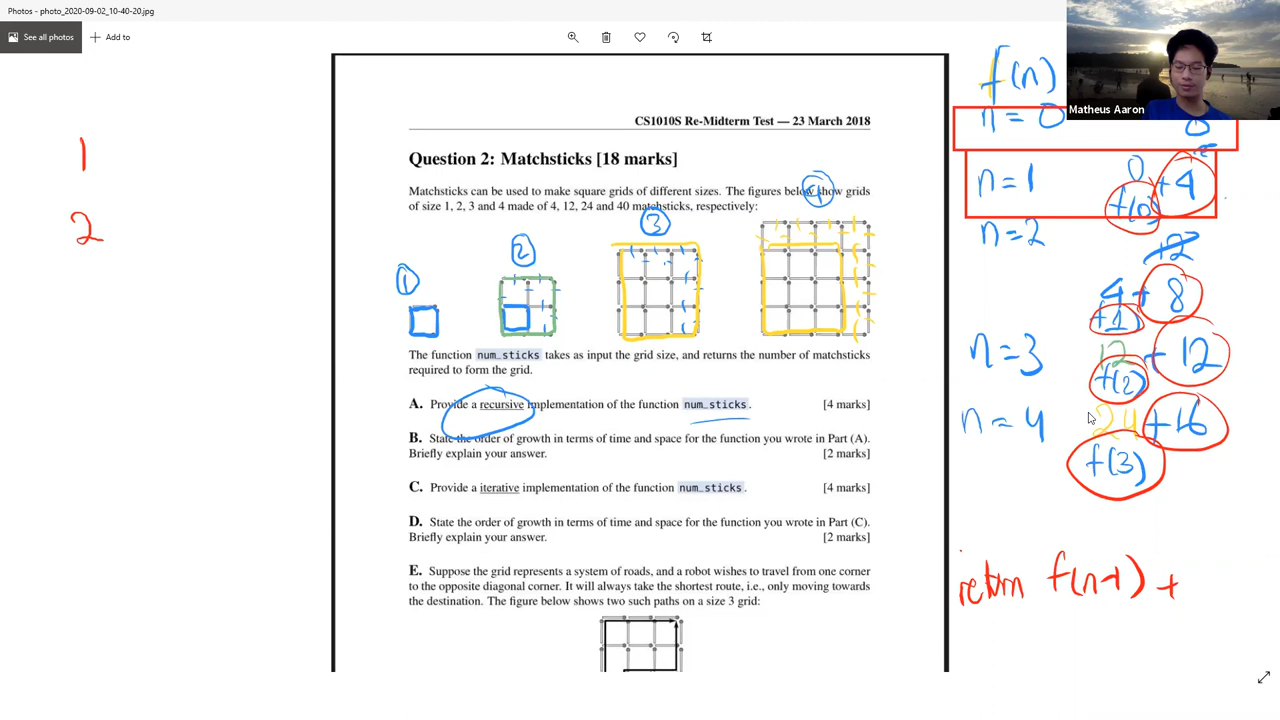 Photos - photo_2020-09-02_10-40-20.jpg
See all photos
Add to
Matheus Aaron
1
2
CS1010S Re-Midterm Test — 23 March 2018
Question 2: Matchsticks [18 marks]
Matchsticks can be used to make square grids of different sizes. The figures below show grids
of size 1, 2, 3 and 4 made of 4, 12, 24 and 40 matchsticks, respectively:
1
2
3
4
The function num_sticks takes as input the grid size, and returns the number of matchsticks
required to form the grid.
A. Provide a recursive implementation of the function num_sticks. [4 marks]
B. State the order of growth in terms of time and space for the function you wrote in Part (A).
Briefly explain your answer. [2 marks]
C. Provide a iterative implementation of the function num_sticks. [4 marks]
D. State the order of growth in terms of time and space for the function you wrote in Part (C).
Briefly explain your answer. [2 marks]
E. Suppose the grid represents a system of roads, and a robot wishes to travel from one corner
to the opposite diagonal corner. It will always take the shortest route, i.e., only moving towards
the destination. The figure below shows two such paths on a size 3 grid:
f(n)
n = 0 0
n = 1 0 + 4
f(0)
n = 2 12
4 + 8
f(1)
n = 3 12 + 12
f(2)
n = 4 24 + 16
f(3)
return f(n-1) +